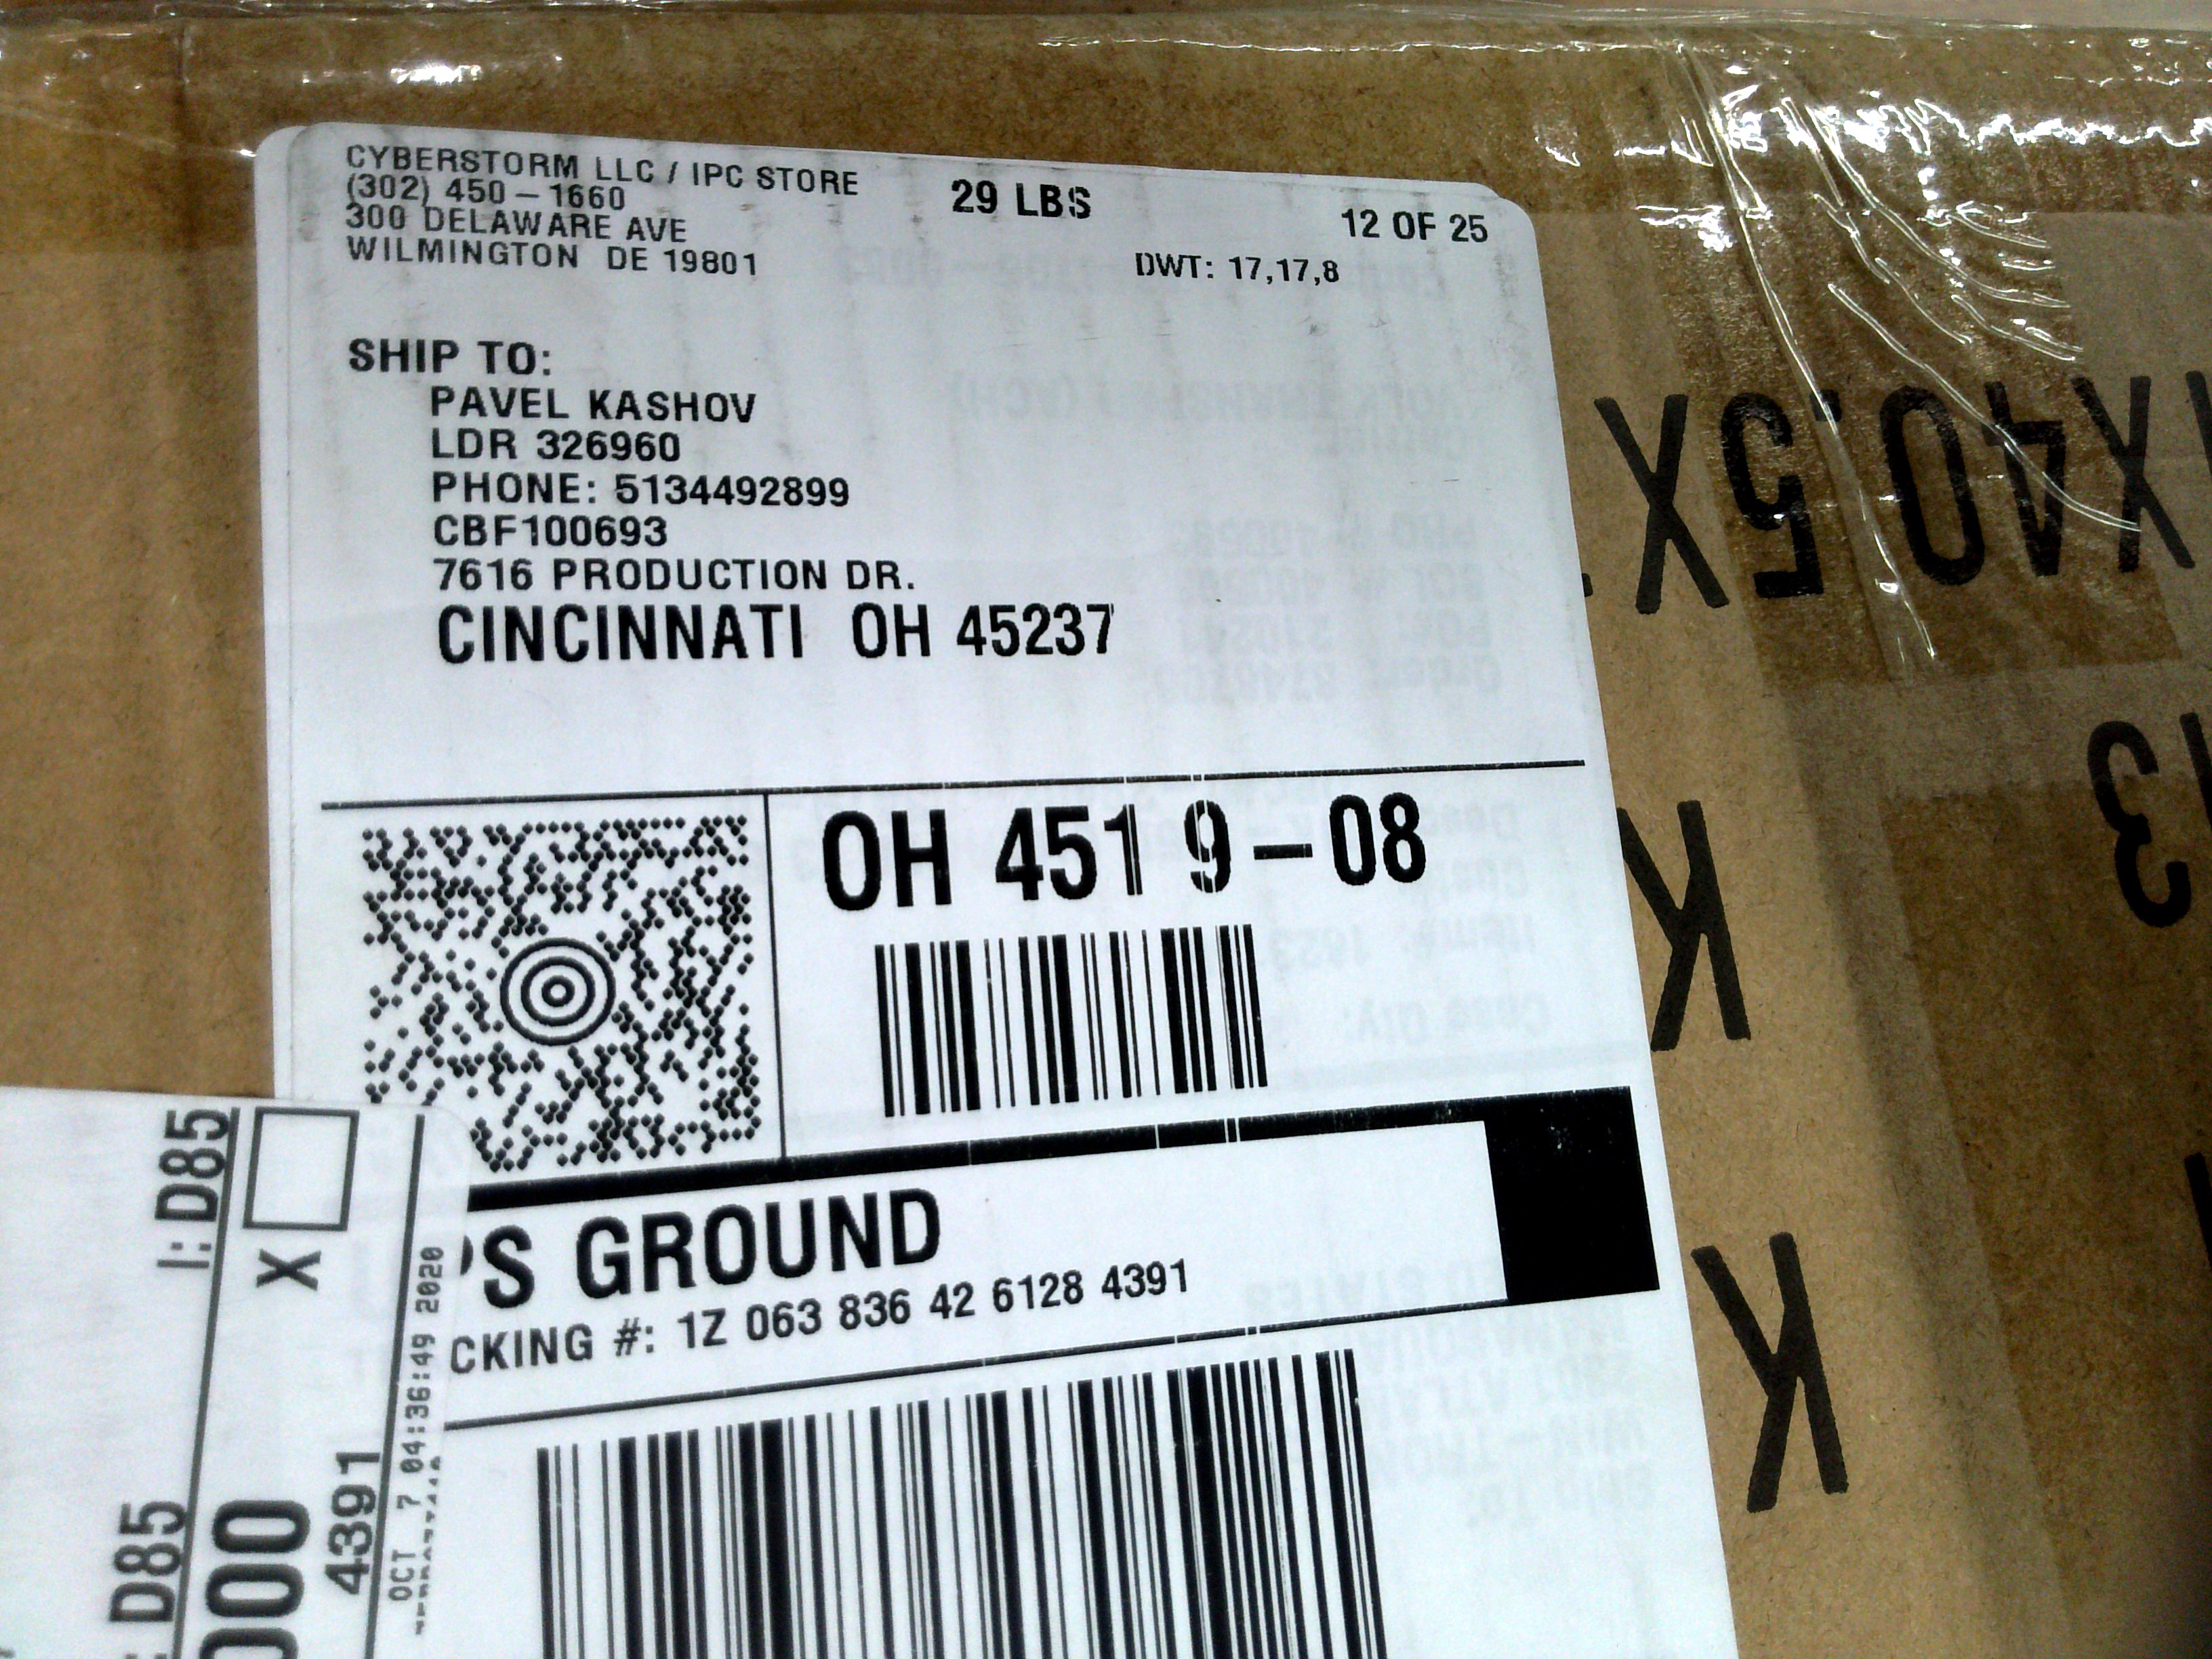 CYBERSTORM LLC / IPC STORE
(302) 450-1660
300 DELAWARE AVE
WILMINGTON DE 19801
29 LBS
12 OF 25
DWT: 17,17,8
SHIP TO:
PAVEL KASHOV
LDR 326960
PHONE: 5134492899
CBF100693
7616 PRODUCTION DR.
CINCINNATI OH 45237
OH 451 9-08
PS GROUND
CKING #: 1Z 063 836 42 6128 4391
I: D85
X
D85
000
4391
OCT 7 04:36:49 2020
X40.5X
K
K